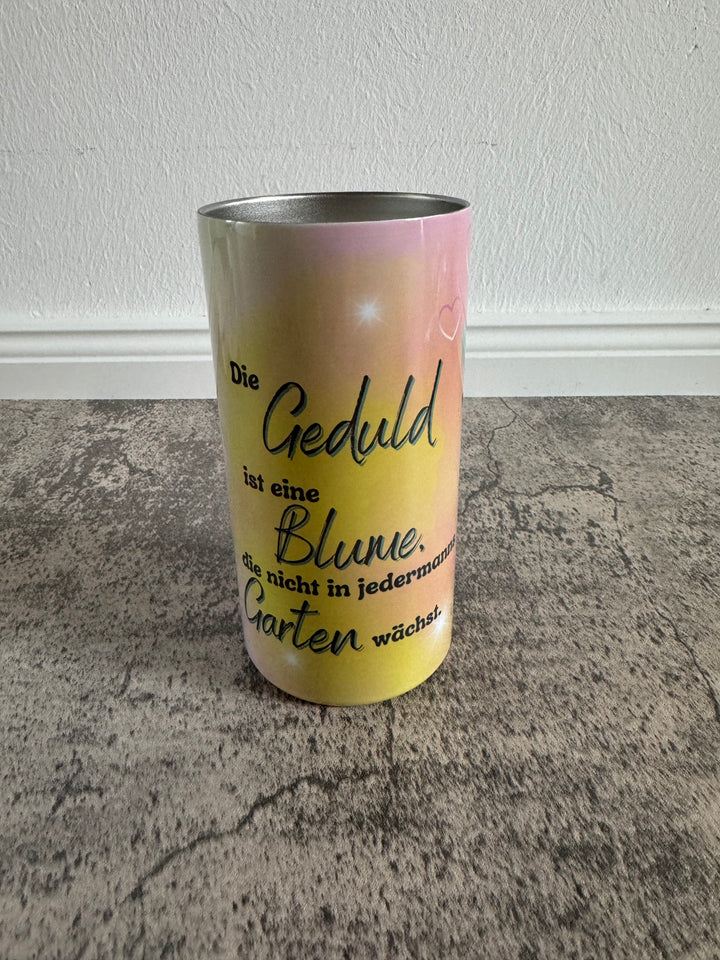 Die
Geduld
ist eine
Blume,
die nicht in jedermanns
Garten wächst.